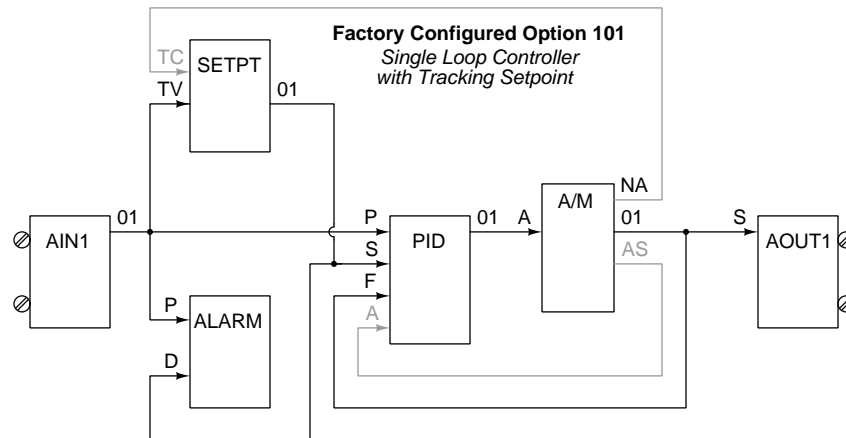 Factory Configured Option 101
Single Loop Controller
with Tracking Setpoint
TC
SETPT
TV
01
NA
A/M
01
P
01
A
01
S
AIN1
PID
AOUT1
S
AS
F
P
A
ALARM
D